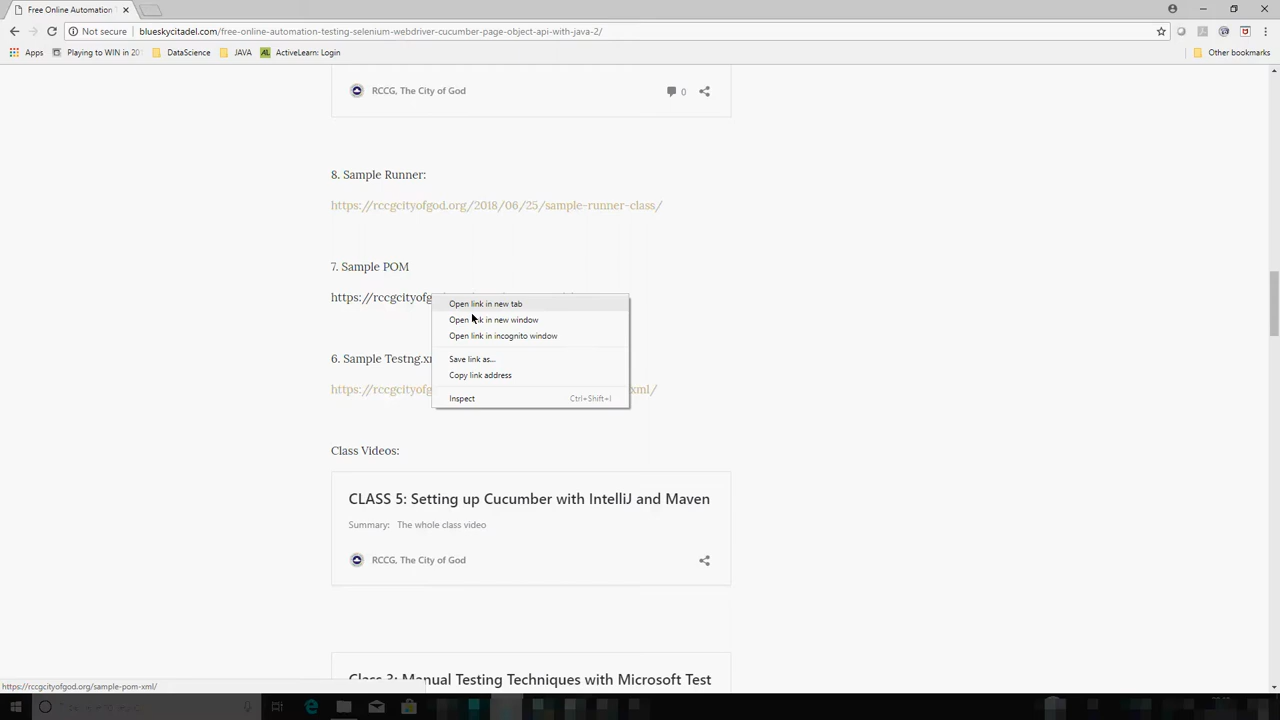 Free Online Automation T
Not secure | blueskycitadel.com/free-online-automation-testing-selenium-webdriver-cucumber-page-object-api-with-java-2/
Apps Playing to WIN in 20 DataScience JAVA AL ActiveLearn: Login Other bookmarks
RCCG, The City of God 0
8. Sample Runner:
https://rccgcityofgod.org/2018/06/25/sample-runner-class/
7. Sample POM
https://rccgcityofg
Open link in new tab
Open link in new window
Open link in incognito window
Save link as...
Copy link address
Inspect Ctrl+Shift+I
6. Sample Testng.x
https://rccgcityofg xml/
Class Videos:
CLASS 5: Setting up Cucumber with IntelliJ and Maven
Summary: The whole class video
RCCG, The City of God
Class 3: Manual Testing Techniques with Microsoft Test
https://rccgcityofgod.org/sample-pom-xml/